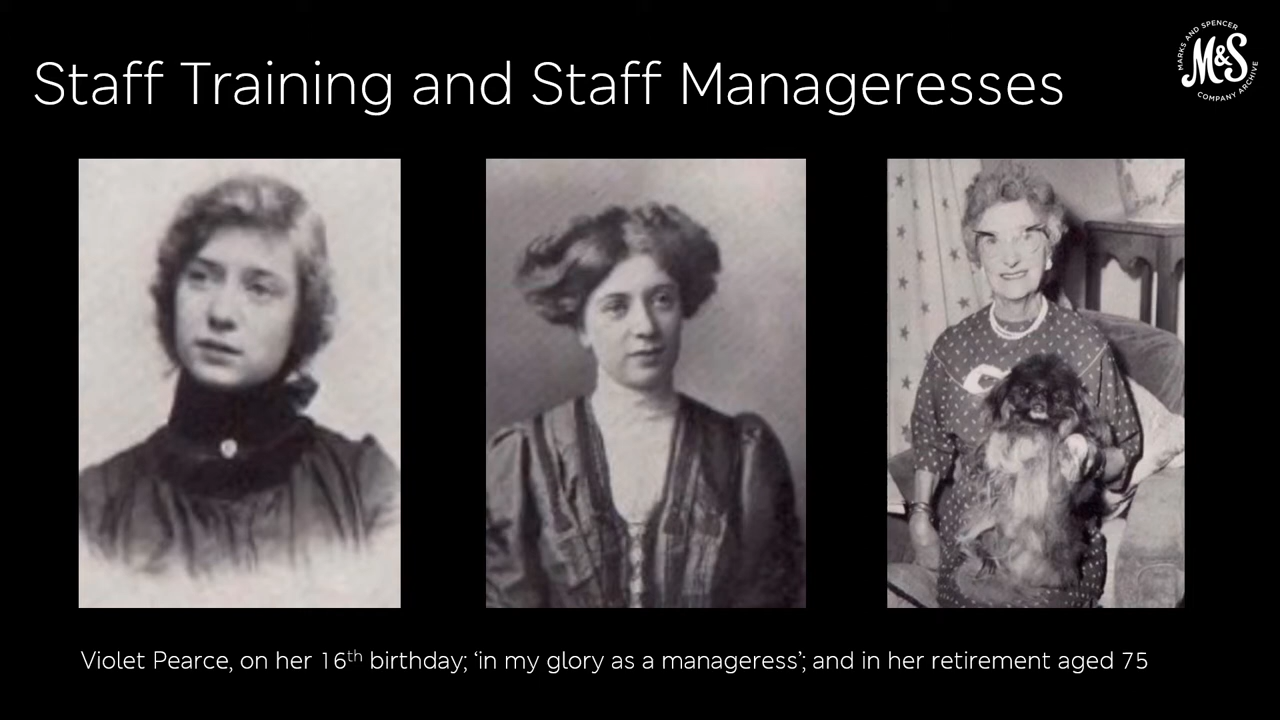 Staff Training and Staff Manageresses
MARKS AND SPENCER
M&S
COMPANY ARCHIVE
Violet Pearce, on her 16th birthday; ‘in my glory as a manageress’; and in her retirement aged 75